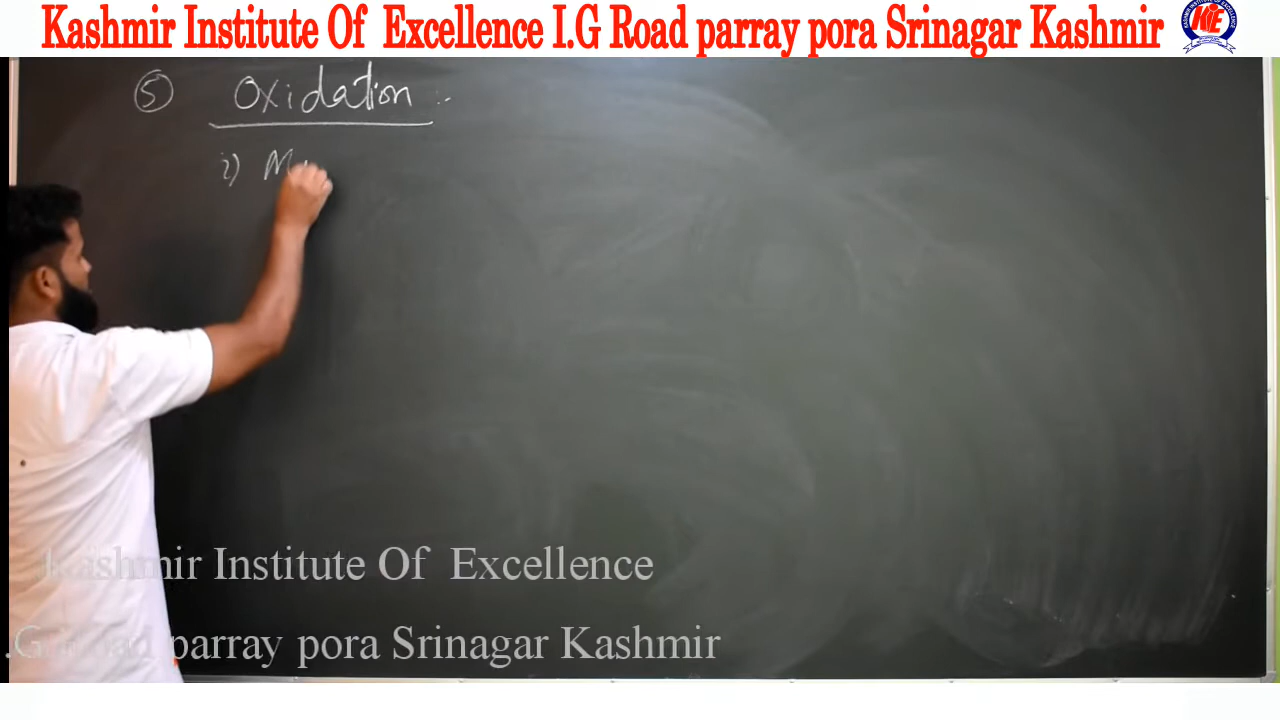 Kashmir Institute Of Excellence I.G Road parray pora Srinagar Kashmir
KIE
5 Oxidation :-
i) M
Kashmir Institute Of Excellence
parray pora Srinagar Kashmir